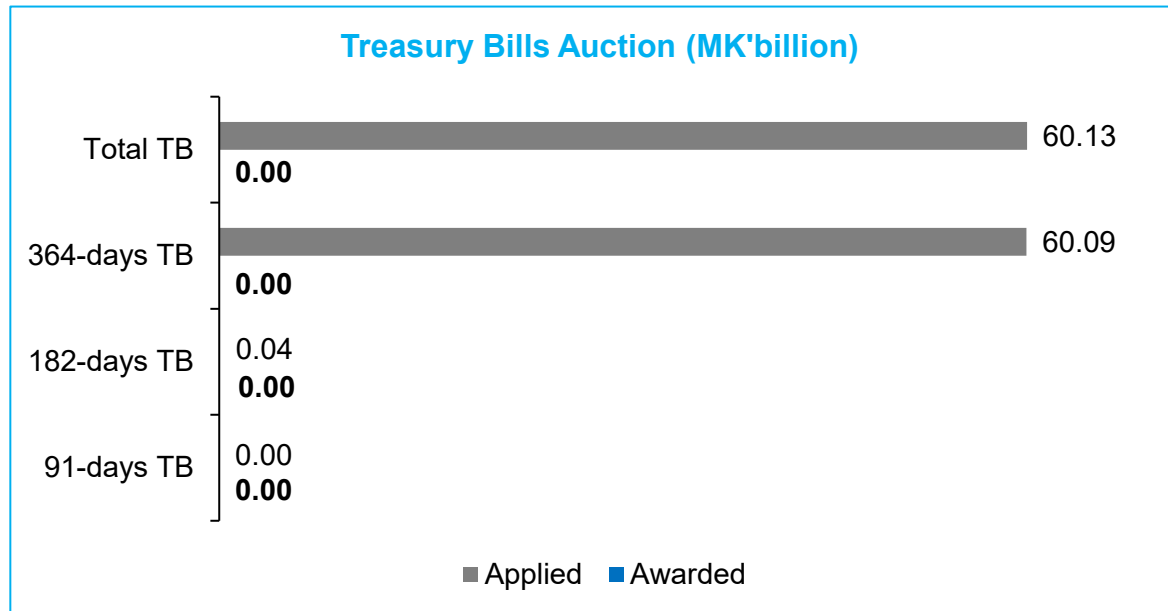 Treasury Bills Auction (MK'billion)
Total TB
60.13
0.00
364-days TB
60.09
0.00
182-days TB
0.04
0.00
91-days TB
0.00
0.00
Applied
Awarded